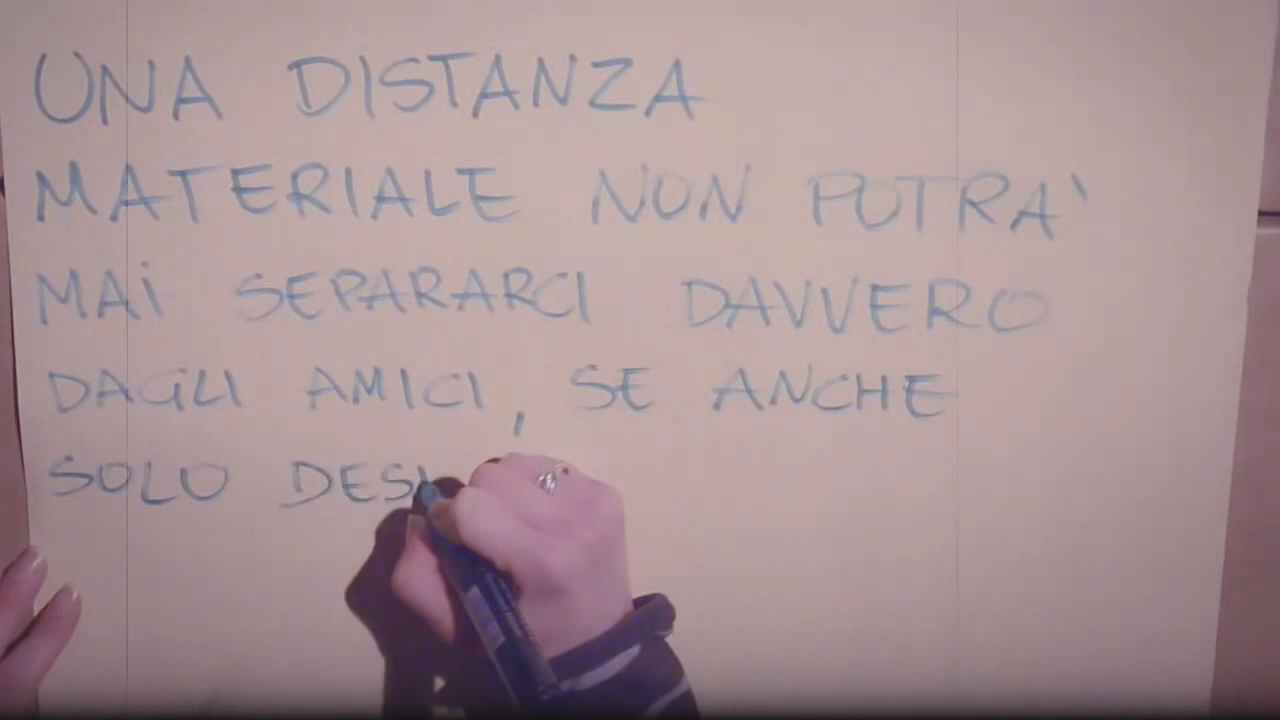 UNA DISTANZA
MATERIALE NON POTRA'
MAI SEPARARCI DAVVERO
DAGLI AMICI, SE ANCHE
SOLO DES